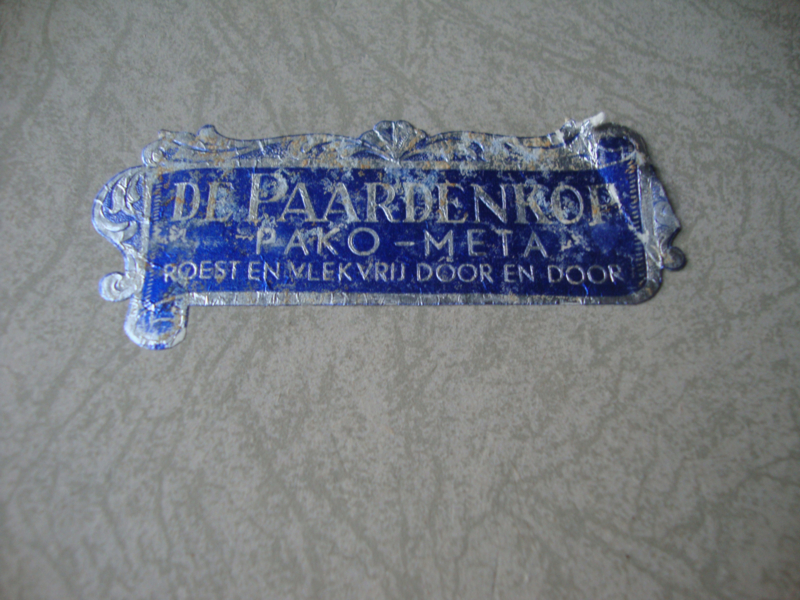 DE PAARDENKOP
PAKO-META
ROEST EN VLEKVRIJ DOOR EN DOOR